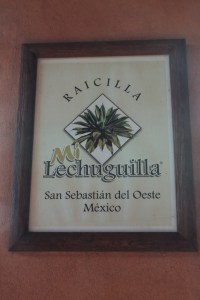 RAICILLA
Mi
Lechuguilla®
San Sebastián del Oeste
México